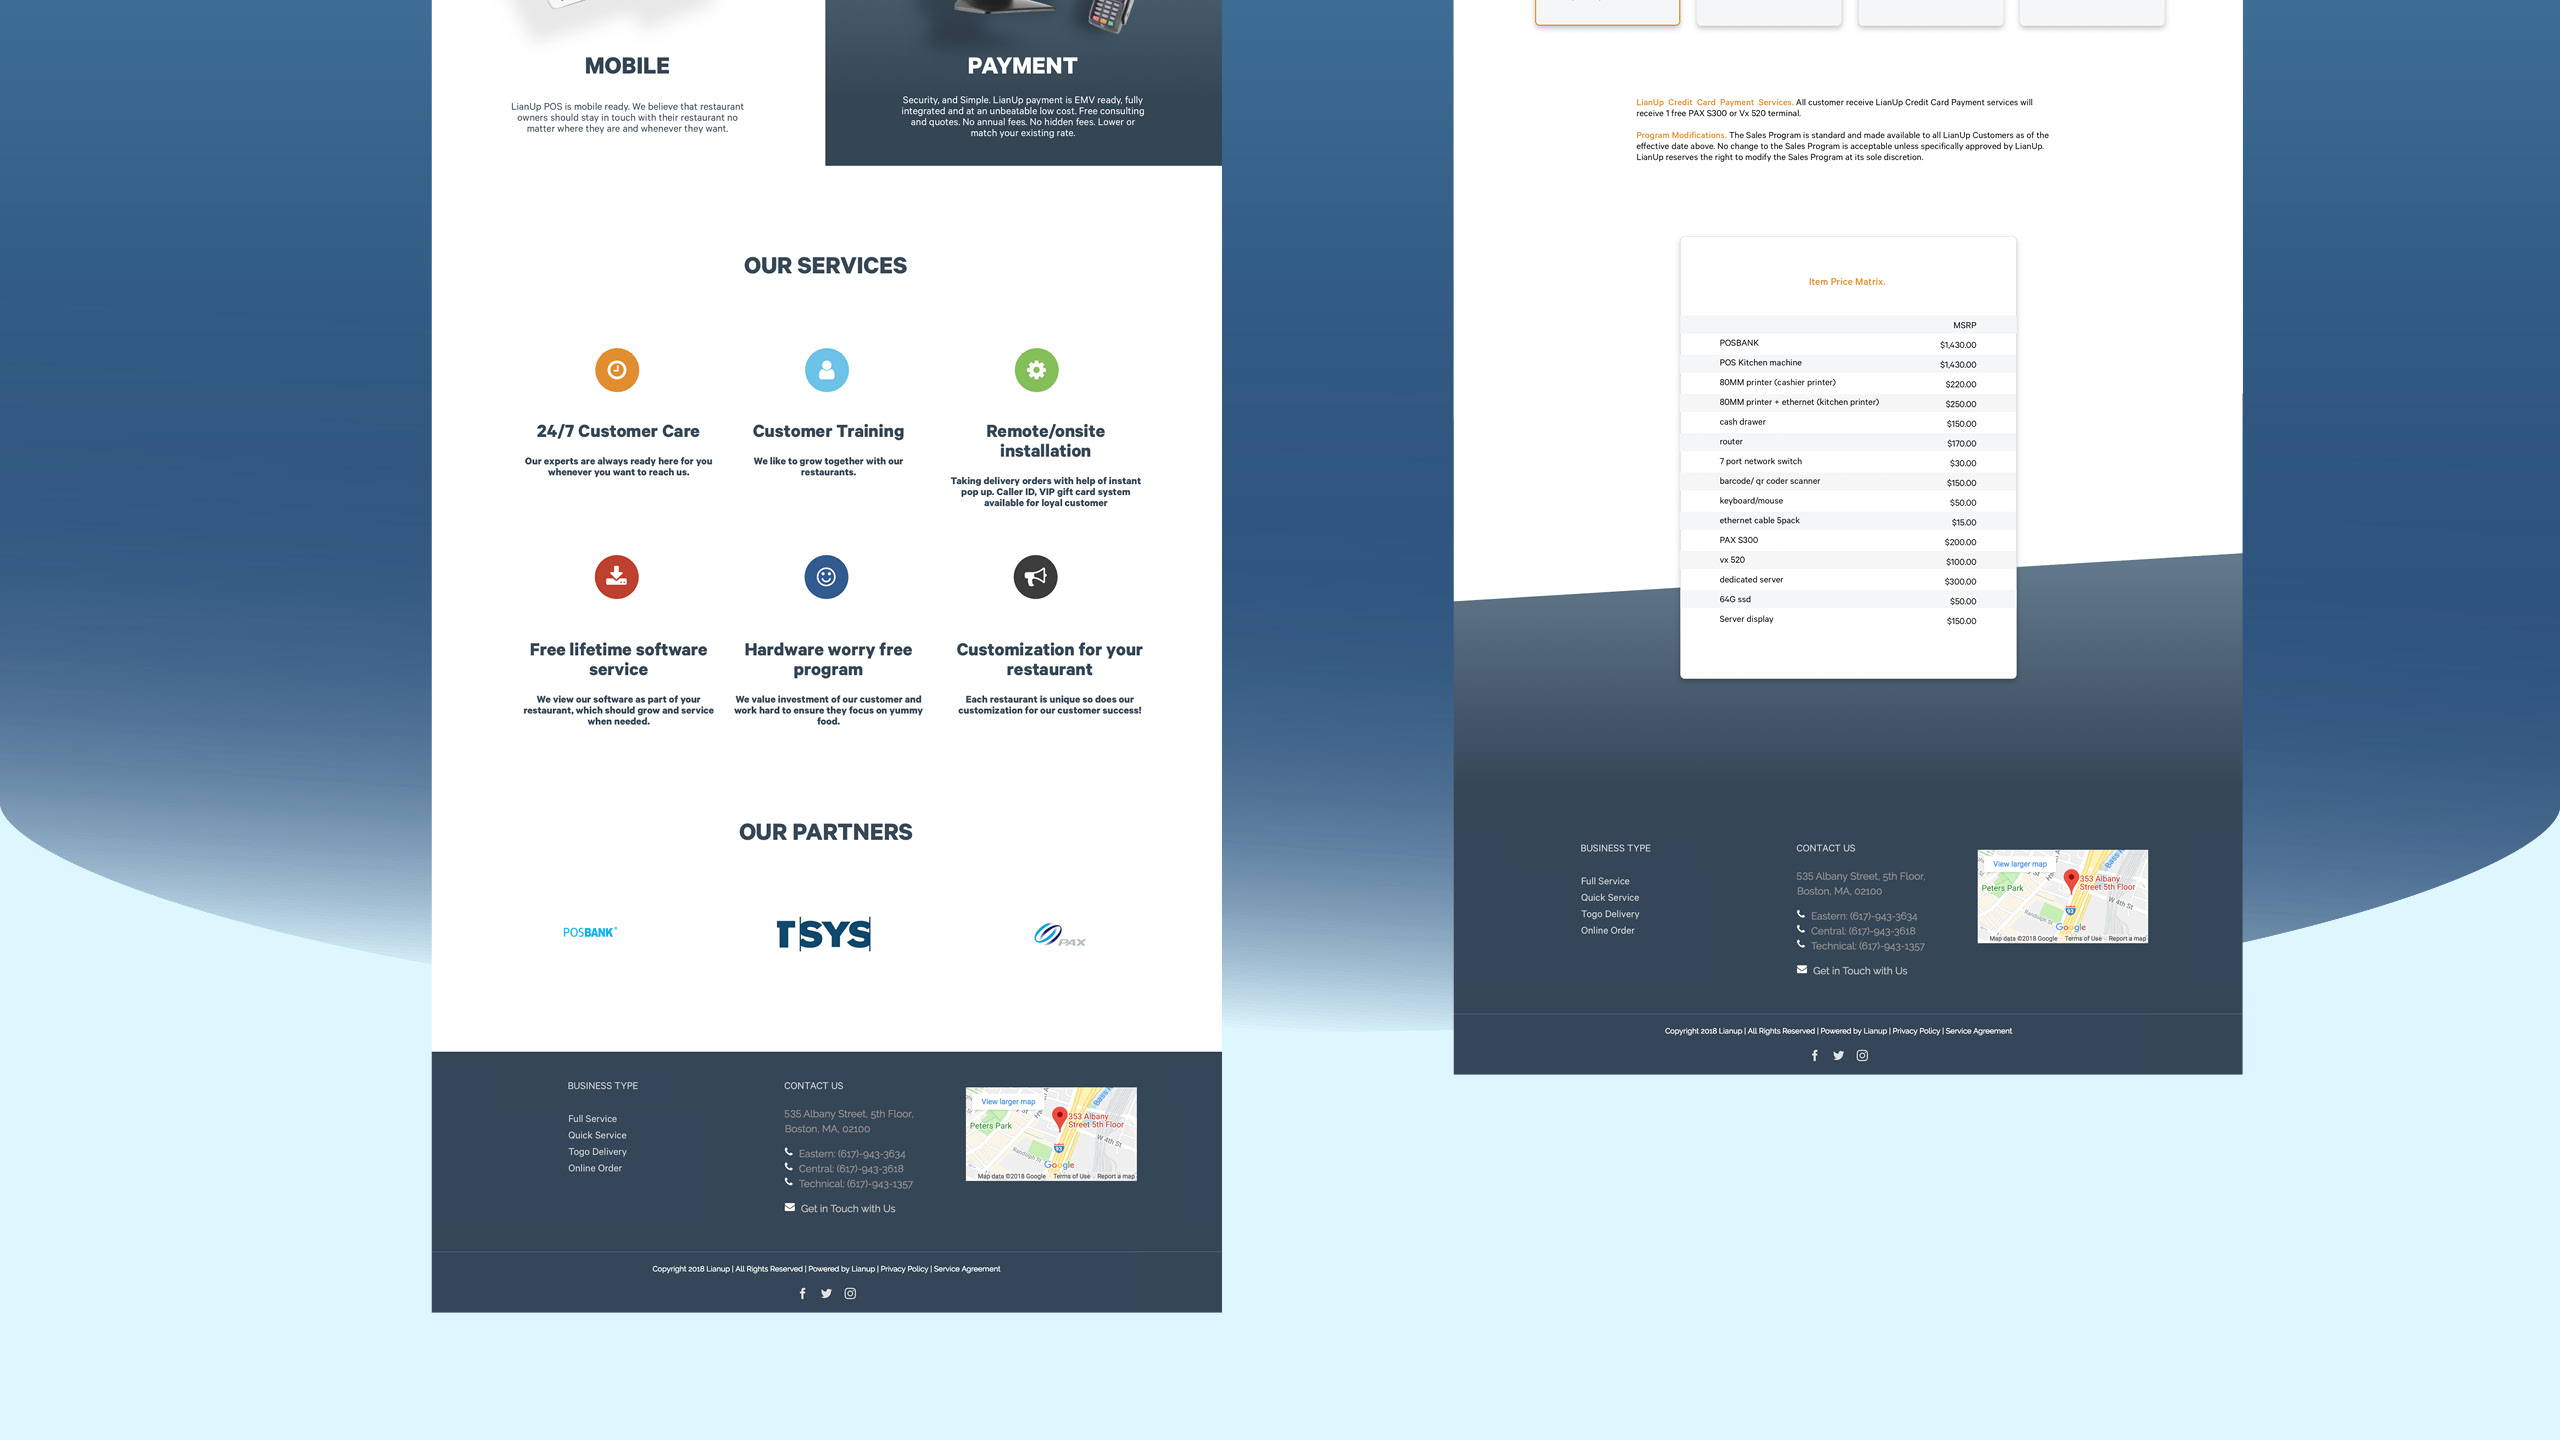 MOBILE
LianUp POS is mobile ready. We believe that restaurant
owners should stay in touch with their restaurant no
matter where they are and whenever they want.
PAYMENT
Security, and Simple. LianUp payment is EMV ready, fully
integrated and at an unbeatable low cost. Free consulting
and quotes. No annual fees. No hidden fees. Lower or
match your existing rate.
OUR SERVICES
24/7 Customer Care
Our experts are always ready here for you
whenever you want to reach us.
Customer Training
We like to grow together with our
restaurants.
Remote/onsite
installation
Taking delivery orders with help of instant
pop up. Caller ID, VIP gift card system
available for loyal customer
Free lifetime software
service
We view our software as part of your
restaurant, which should grow and service
when needed.
Hardware worry free
program
We value investment of our customer and
work hard to ensure they focus on yummy
food.
Customization for your
restaurant
Each restaurant is unique so does our
customization for our customer success!
OUR PARTNERS
POSBANK®
TSYS
PAX
BUSINESS TYPE
Full Service
Quick Service
Togo Delivery
Online Order
CONTACT US
535 Albany Street, 5th Floor,
Boston, MA, 02100
Eastern: (617)-943-3634
Central: (617)-943-3618
Technical: (617)-943-1357
Get in Touch with Us
View larger map
Peters Park
353 Albany
Street 5th Floor
W 4th St
Randolph St
93
Google
Map data ©2018 Google Terms of Use Report a map
Copyright 2018 Lianup | All Rights Reserved | Powered by Lianup | Privacy Policy | Service Agreement
LianUp Credit Card Payment Services. All customer receive LianUp Credit Card Payment services will
receive 1 free PAX S300 or Vx 520 terminal.
Program Modifications. The Sales Program is standard and made available to all LianUp Customers as of the
effective date above. No change to the Sales Program is acceptable unless specifically approved by LianUp.
LianUp reserves the right to modify the Sales Program at its sole discretion.
Item Price Matrix.
MSRP
POSBANK $1,430.00
POS Kitchen machine $1,430.00
80MM printer (cashier printer) $220.00
80MM printer + ethernet (kitchen printer) $250.00
cash drawer $150.00
router $170.00
7 port network switch $30.00
barcode/ qr coder scanner $150.00
keyboard/mouse $50.00
ethernet cable 5pack $15.00
PAX S300 $200.00
vx 520 $100.00
dedicated server $300.00
64G ssd $50.00
Server display $150.00
BUSINESS TYPE
Full Service
Quick Service
Togo Delivery
Online Order
CONTACT US
535 Albany Street, 5th Floor,
Boston, MA, 02100
Eastern: (617)-943-3634
Central: (617)-943-3618
Technical: (617)-943-1357
Get in Touch with Us
View larger map
Peters Park
353 Albany
Street 5th Floor
W 4th St
Randolph St
93
Google
Map data ©2018 Google Terms of Use Report a map
Copyright 2018 Lianup | All Rights Reserved | Powered by Lianup | Privacy Policy | Service Agreement